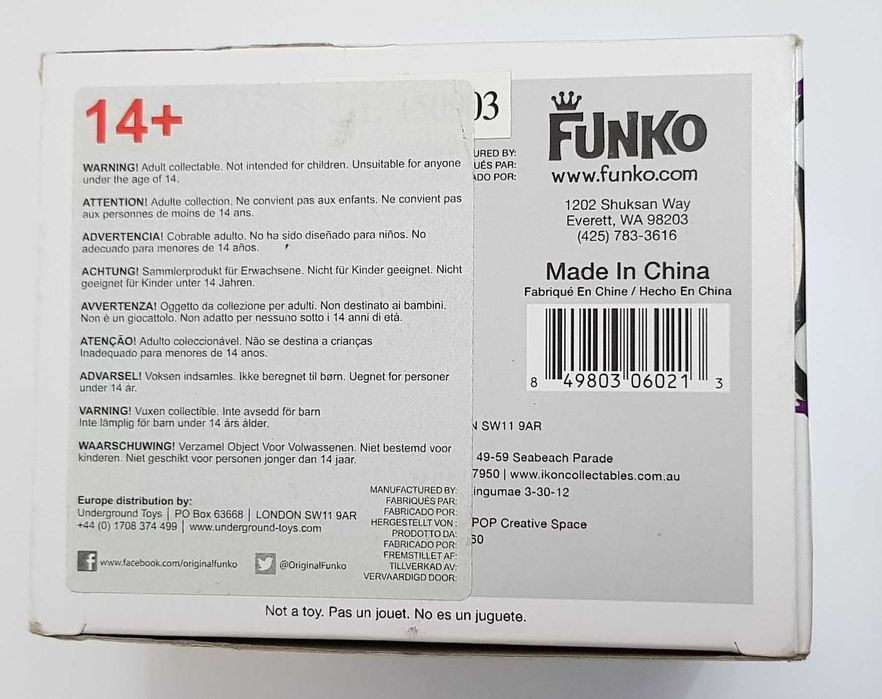 14+
WARNING! Adult collectable. Not intended for children. Unsuitable for anyone
under the age of 14.
ATTENTION! Adulte collection. Ne convient pas aux enfants. Ne convient pas
aux personnes de moins de 14 ans.
ADVERTENCIA! Cobrable adulto. No ha sido diseñado para niños. No
adecuado para menores de 14 años.
ACHTUNG! Sammlerprodukt für Erwachsene. Nicht für Kinder geeignet. Nicht
geeignet für Kinder unter 14 Jahren.
AVVERTENZA! Oggetto da collezione per adulti. Non destinato ai bambini.
Non è un giocattolo. Non adatto per nessuno sotto i 14 anni di età.
ATENÇÃO! Adulto coleccionável. Não se destina a crianças
Inadequado para menores de 14 anos.
ADVARSEL! Voksen indsamles. Ikke beregnet til børn. Uegnet for personer
under 14 år.
VARNING! Vuxen collectible. Inte avsedd för barn
Inte lämplig för barn under 14 års ålder.
WAARSCHUWING! Verzamel Object Voor Volwassenen. Niet bestemd voor
kinderen. Niet geschikt voor personen jonger dan 14 jaar.
Europe distribution by:
Underground Toys | PO Box 63668 | LONDON SW11 9AR
+44 (0) 1708 374 499 | www.underground-toys.com
www.facebook.com/originalfunko
@OriginalFunko
MANUFACTURED BY:
FABRIQUÉS PAR:
FABRICADO POR:
HERGESTELLT VON :
PRODOTTO DA:
FABRICADO POR:
FREMSTILLET AF:
TILLVERKAD AV:
VERVAARDIGD DOOR:
03
URED BY:
UÉS PAR:
ADO POR:
FUNKO
www.funko.com
1202 Shuksan Way
Everett, WA 98203
(425) 783-3616
Made In China
Fabriqué En Chine / Hecho En China
8 49803 06021 3
N SW11 9AR
49-59 Seabeach Parade
7950 | www.ikoncollectables.com.au
ingumae 3-30-12
POP Creative Space
60
Not a toy. Pas un jouet. No es un juguete.